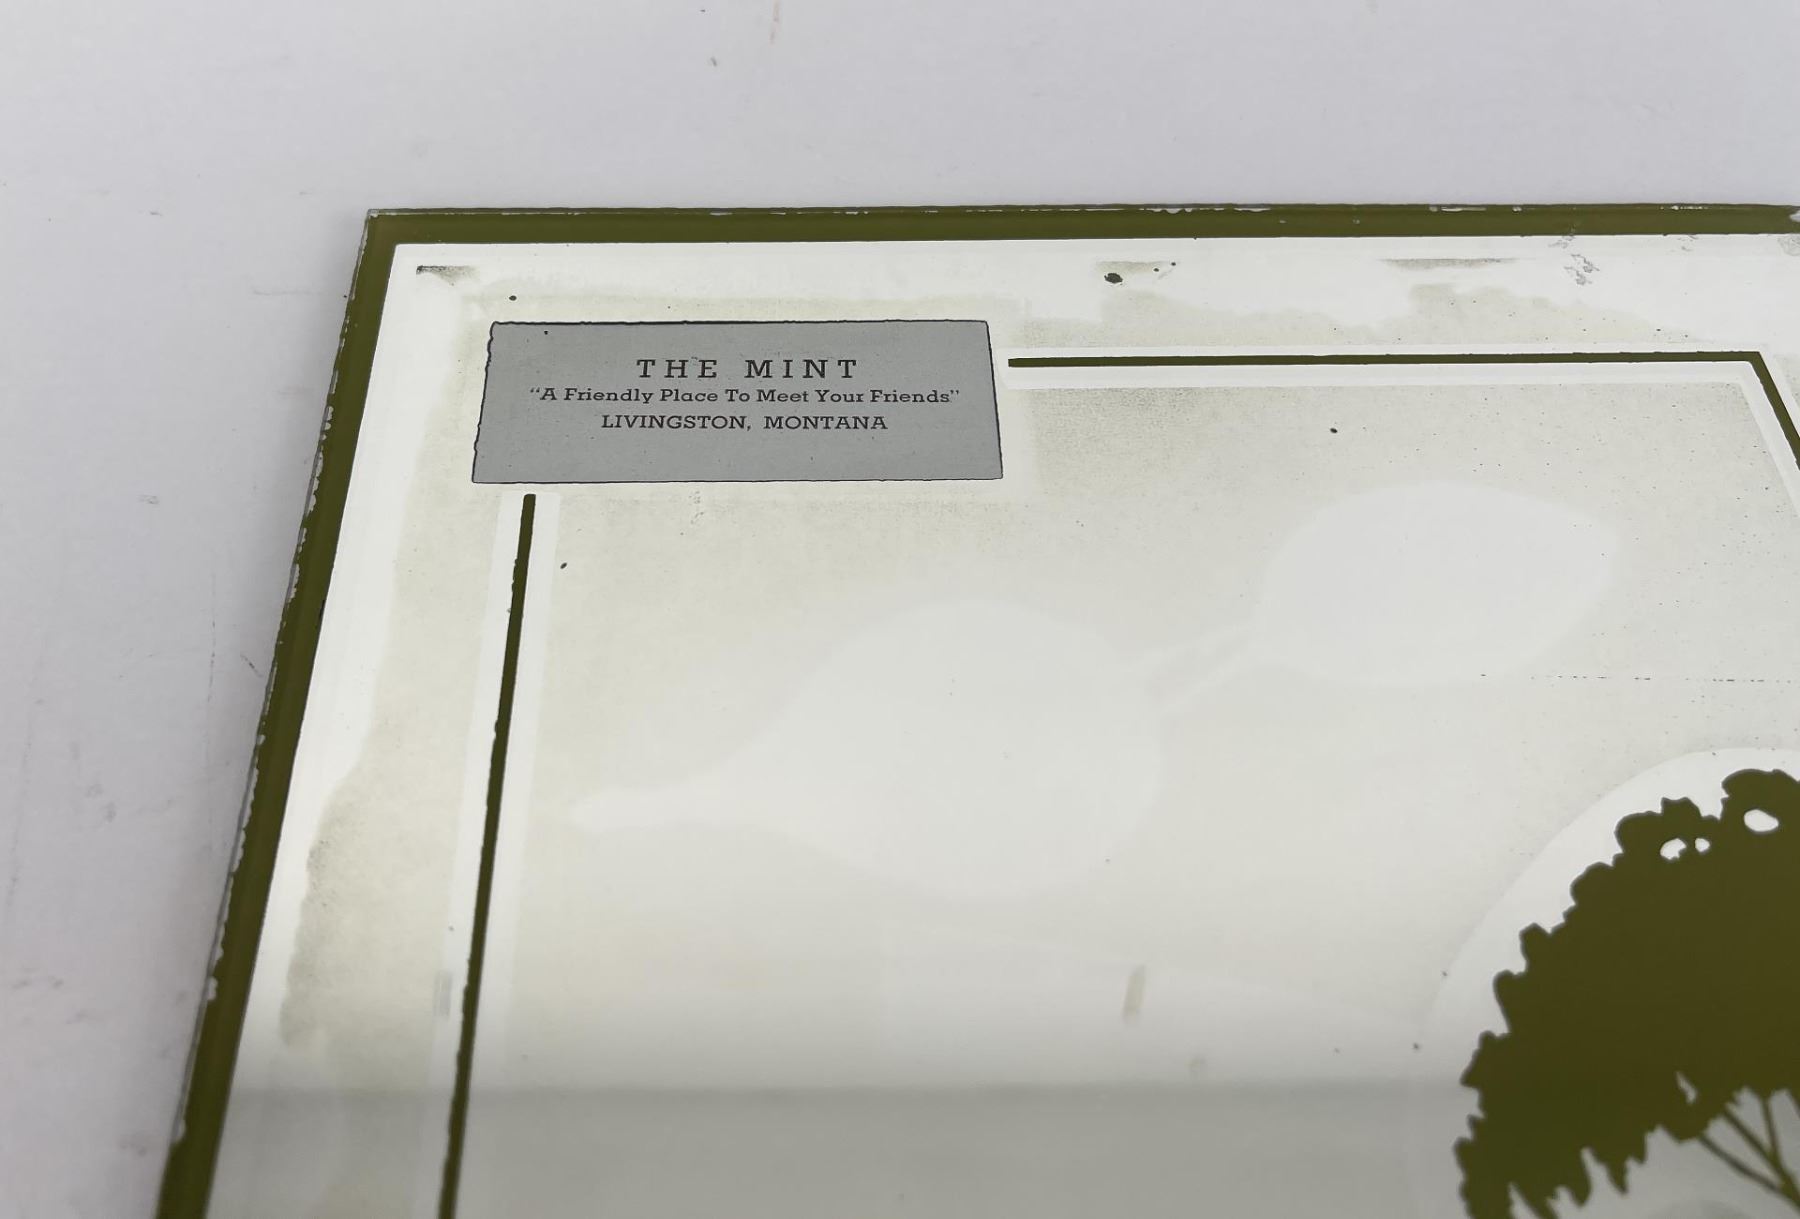 THE MINT
“A Friendly Place To Meet Your Friends”
LIVINGSTON, MONTANA